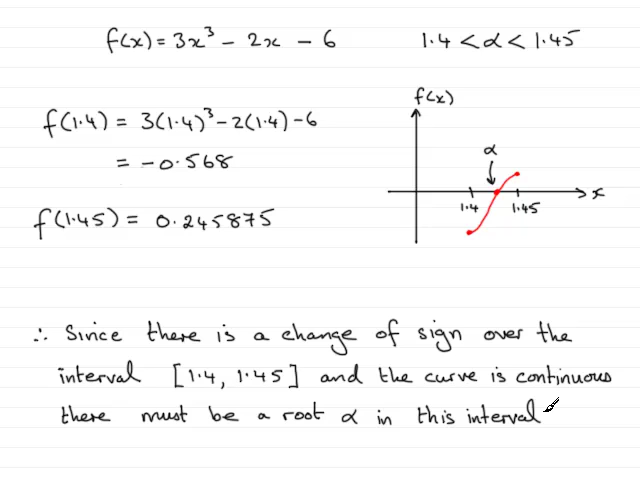 f(x) = 3x³ - 2x - 6 1.4 < α < 1.45
f(1.4) = 3(1.4)³ - 2(1.4) - 6
= -0.568
f(1.45) = 0.245875
f(x)
α
1.4 1.45 x
∴ Since there is a change of sign over the
interval [1.4, 1.45] and the curve is continuous
there must be a root α in this interval